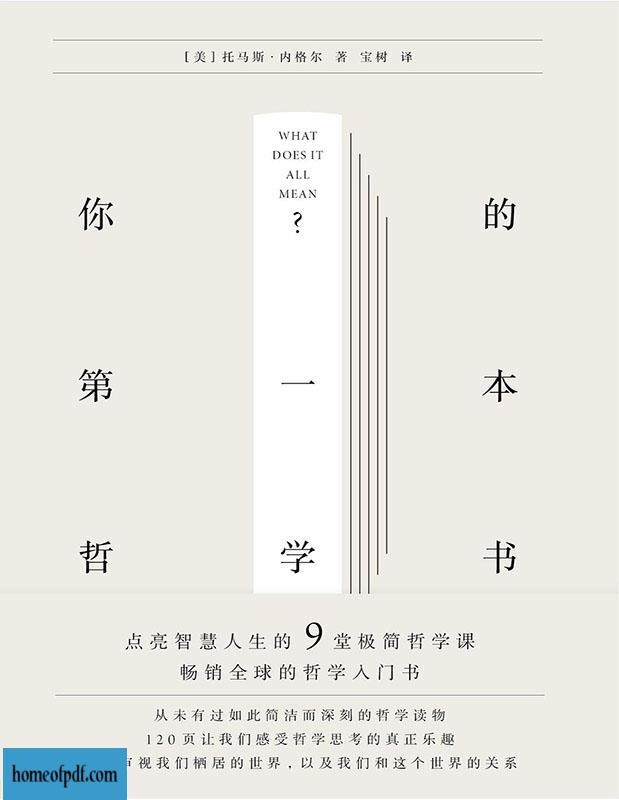 [美]托马斯·内格尔 著 宝树 译
WHAT
DOES IT
ALL
MEAN
?
你 的
第 一 本
哲 学 书
点亮智慧人生的9堂极简哲学课
畅销全球的哲学入门书
从未有过如此简洁而深刻的哲学读物
120页让我们感受哲学思考的真正乐趣
视我们栖居的世界,以及我们和这个世界的关系
homeofpdf.com